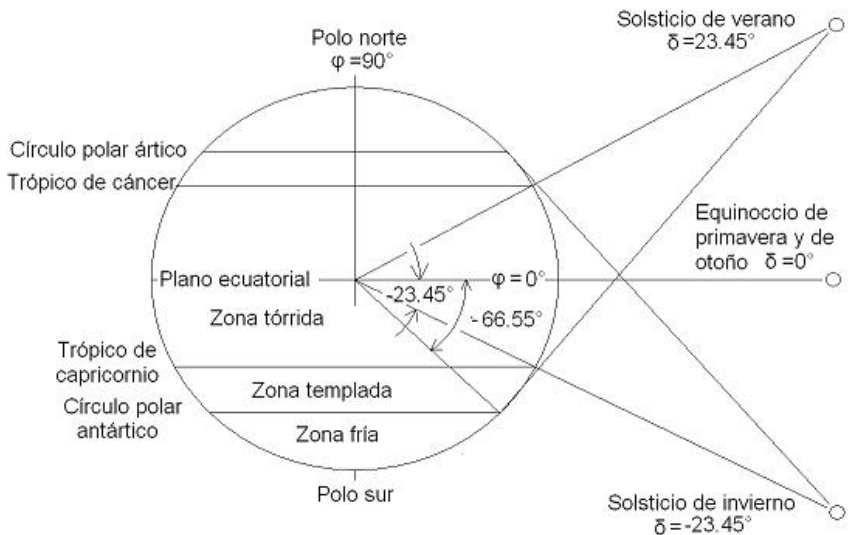 Solsticio de verano
δ=23.45°
Polo norte
φ=90°
Círculo polar ártico
Trópico de cáncer
Equinoccio de
primavera y de
otoño δ=0°
Plano ecuatorial
φ=0°
-23.45°
Zona tórrida
-66.55°
Trópico de
capricornio
Zona templada
Círculo polar
antártico
Zona fría
Polo sur
Solsticio de invierno
δ=-23.45°